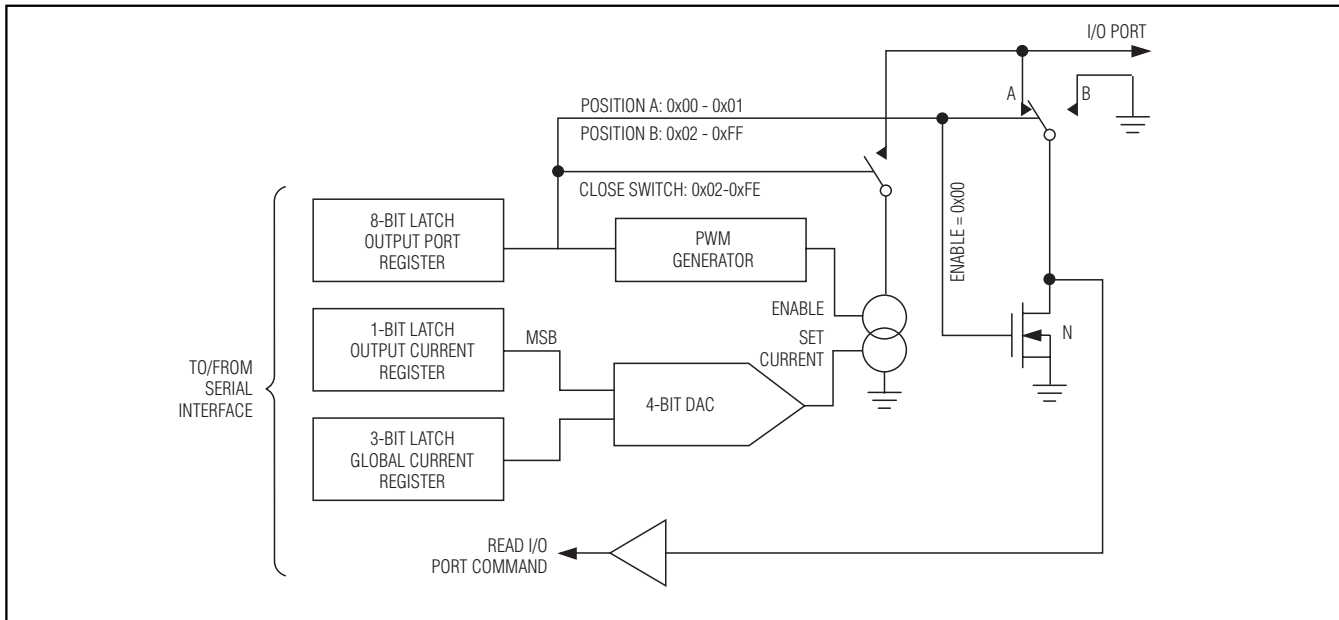 I/O PORT
A
B
POSITION A: 0x00 - 0x01
POSITION B: 0x02 - 0xFF
CLOSE SWITCH: 0x02-0xFE
ENABLE = 0x00
8-BIT LATCH
OUTPUT PORT
REGISTER
PWM
GENERATOR
ENABLE
SET
CURRENT
N
1-BIT LATCH
OUTPUT CURRENT
REGISTER
MSB
TO/FROM
SERIAL
INTERFACE
4-BIT DAC
3-BIT LATCH
GLOBAL CURRENT
REGISTER
READ I/O
PORT COMMAND